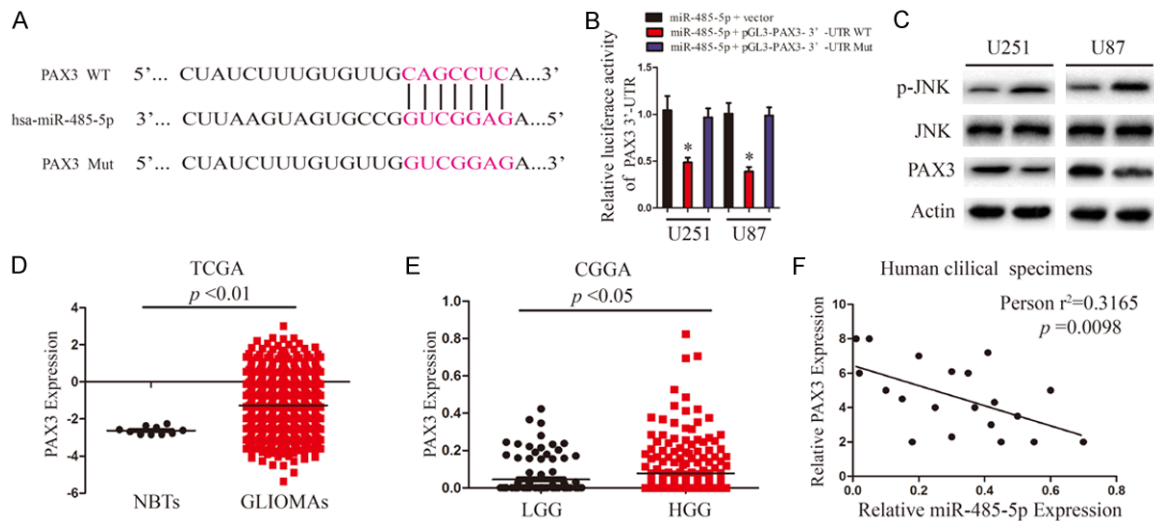 A
PAX3 WT 5’... CUAUCUUUGUGUUGCAGCCUCA...3’
hsa-miR-485-5p 3’... CUUAAGUAGUGCCGGUCGGAGA...5’
PAX3 Mut 5’... CUAUCUUUGUGUUGGUCGGAGA...3’
B
miR-485-5p + vector
miR-485-5p + pGL3-PAX3- 3’ -UTR WT
miR-485-5p + pGL3-PAX3- 3’ -UTR Mut
Relative luciferace activity
of PAX3 3’-UTR
1.5
1.0
0.5
0.0
* *
U251 U87
C
U251 U87
p-JNK
JNK
PAX3
Actin
D
TCGA
p <0.01
PAX3 Expression
4
2
0
-2
-4
-6
NBTs GLIOMAs
E
CGGA
p <0.05
PAX3 Expression
1.0
0.8
0.6
0.4
0.2
0.0
LGG HGG
F
Human clilical specimens
Person r²=0.3165
p =0.0098
Relative PAX3 Expression
10
8
6
4
2
0
0.0 0.2 0.4 0.6 0.8
Relative miR-485-5p Expression